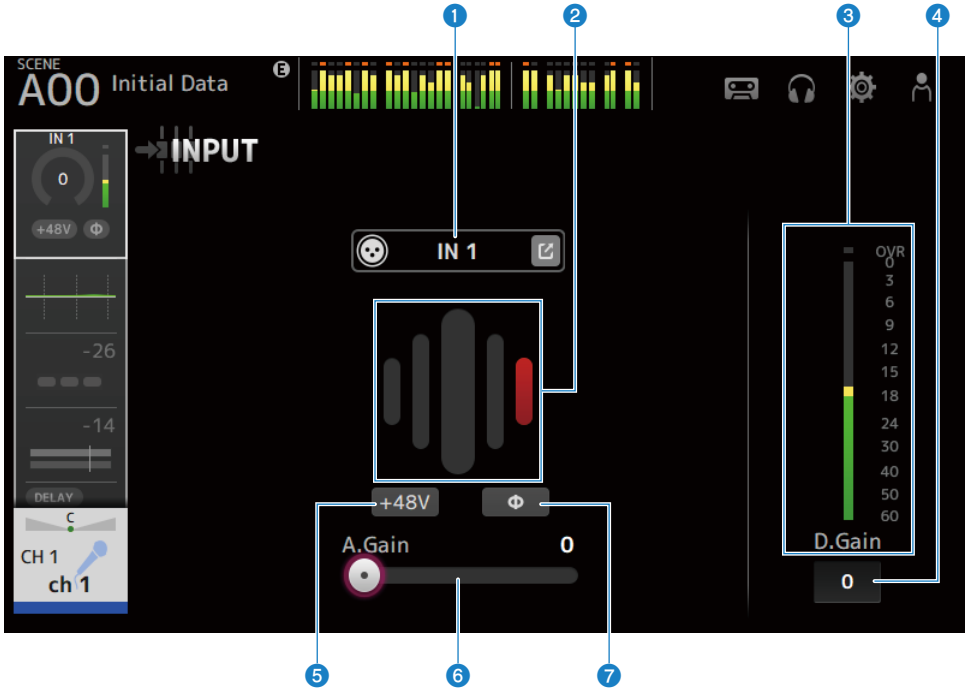 1 2 3 4
SCENE
A00 Initial Data E
IN 1
0
+48V Φ
INPUT
IN 1
-26
-14
DELAY
C
CH 1
ch 1
+48V Φ
A.Gain 0
OVR
0
3
6
9
12
15
18
24
30
40
50
60
D.Gain
0
5 6 7